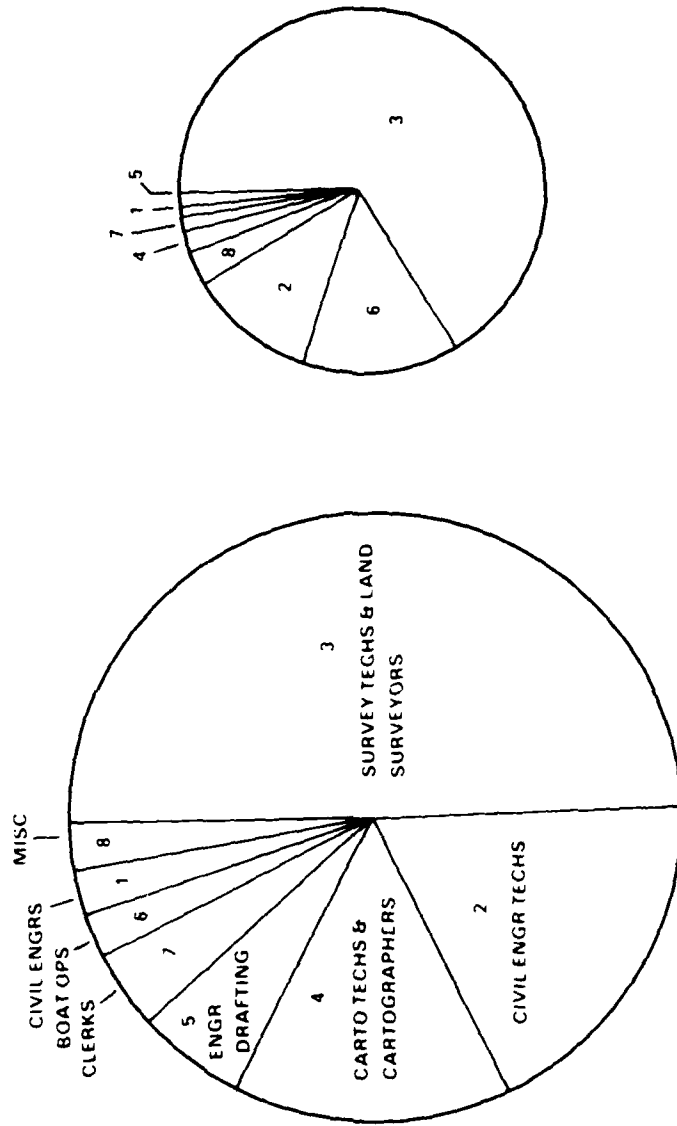 MISC
CIVIL ENGRS
BOAT OPS
CLERKS
8
1
6
7
5
ENGR
DRAFTING
4
CARTO TECHS &
CARTOGRAPHERS
2
CIVIL ENGR TECHS
3
SURVEY TECHS & LAND
SURVEYORS
5
1
7
4
8
2
6
3